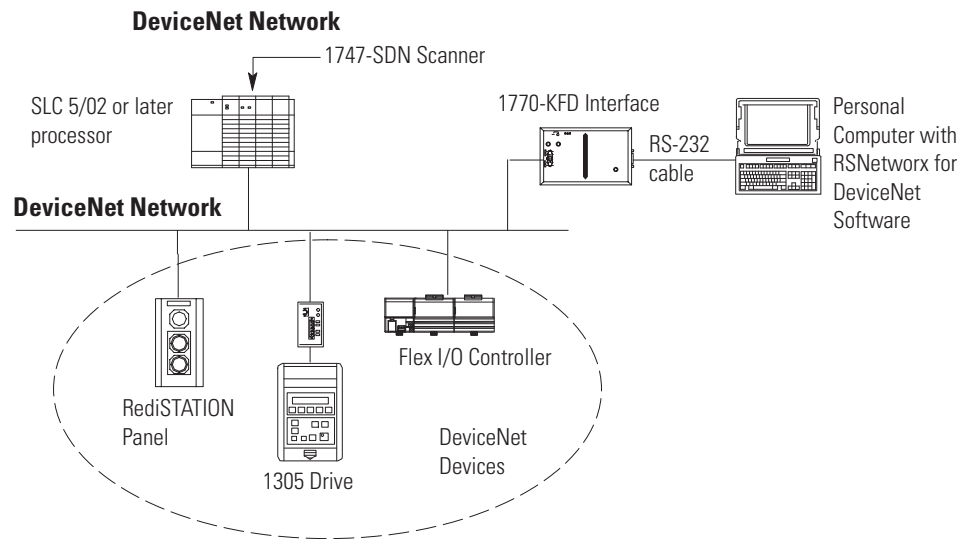 DeviceNet Network
1747-SDN Scanner
SLC 5/02 or later
processor
1770-KFD Interface
RS-232
cable
Personal
Computer with
RSNetworx for
DeviceNet
Software
DeviceNet Network
RediSTATION
Panel
1305 Drive
Flex I/O Controller
DeviceNet
Devices